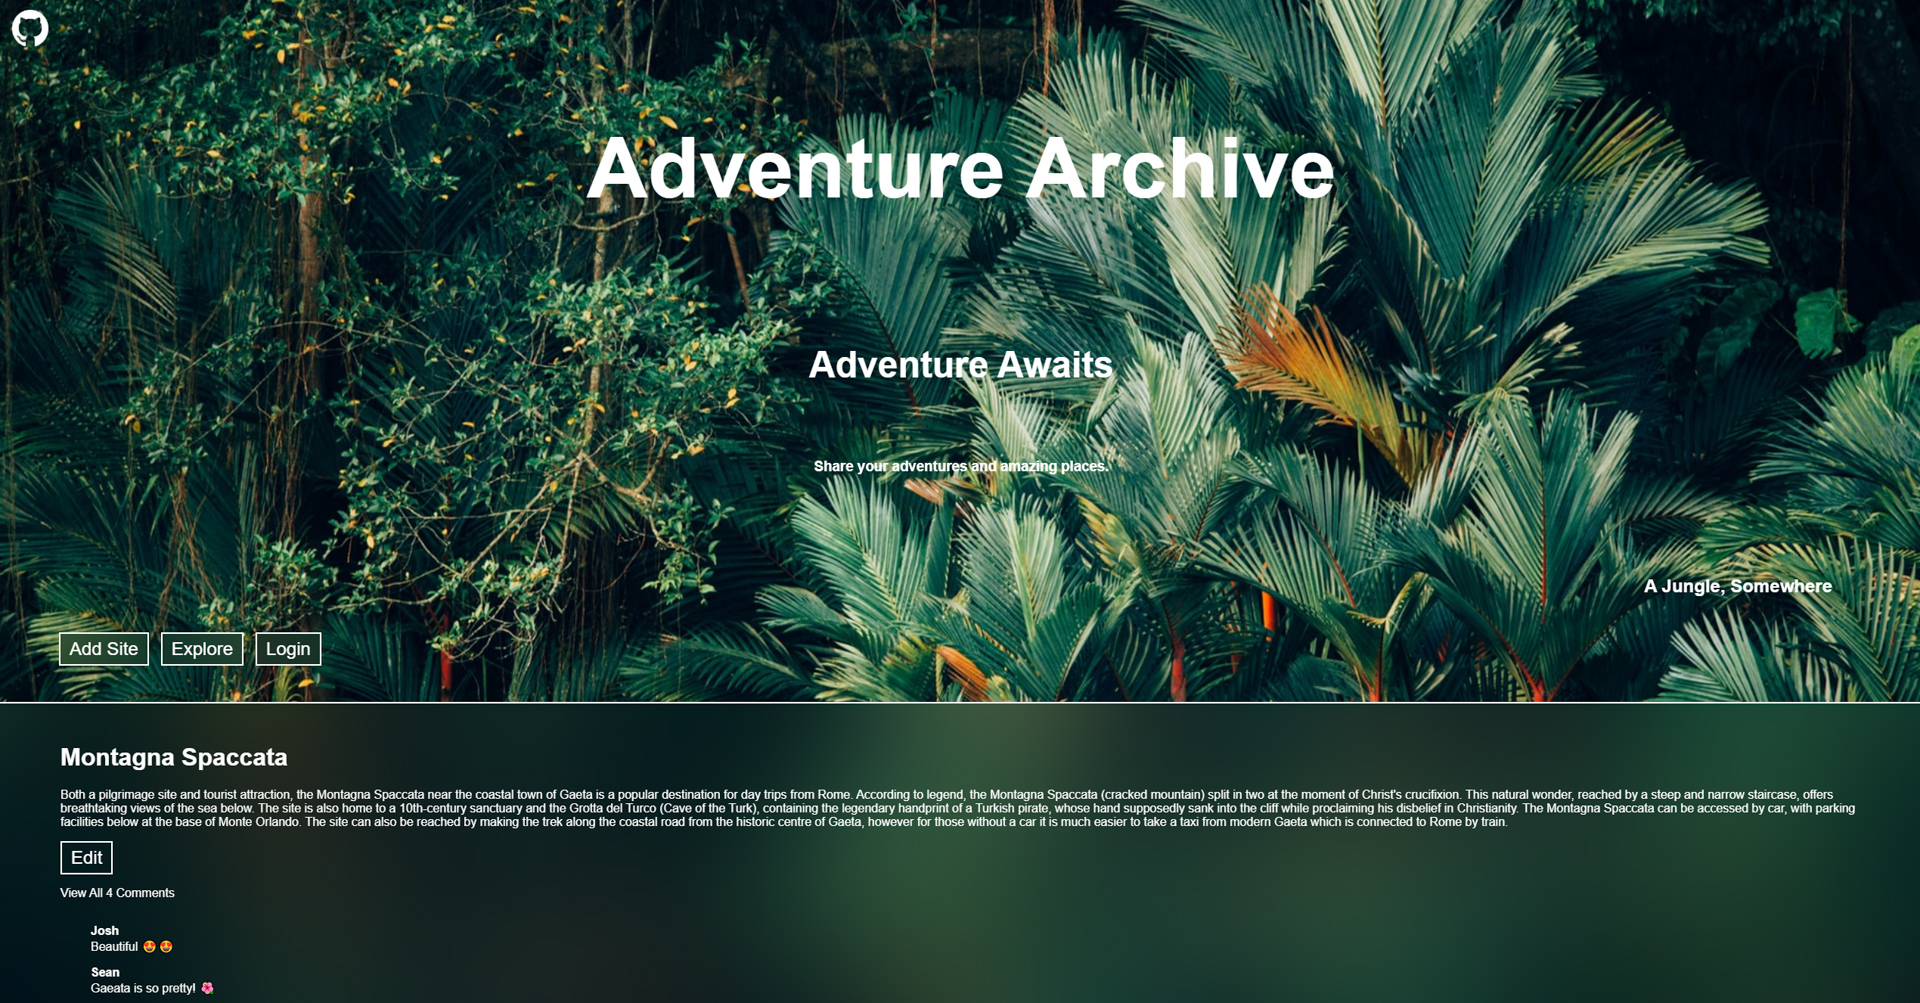 Adventure Archive
Adventure Awaits
Share your adventures and amazing places.
A Jungle, Somewhere
Add Site Explore Login
Montagna Spaccata
Both a pilgrimage site and tourist attraction, the Montagna Spaccata near the coastal town of Gaeta is a popular destination for day trips from Rome. According to legend, the Montagna Spaccata (cracked mountain) split in two at the moment of Christ's crucifixion. This natural wonder, reached by a steep and narrow staircase, offers
breathtaking views of the sea below. The site is also home to a 10th-century sanctuary and the Grotta del Turco (Cave of the Turk), containing the legendary handprint of a Turkish pirate, whose hand supposedly sank into the cliff while proclaiming his disbelief in Christianity. The Montagna Spaccata can be accessed by car, with parking
facilities below at the base of Monte Orlando. The site can also be reached by making the trek along the coastal road from the historic centre of Gaeta, however for those without a car it is much easier to take a taxi from modern Gaeta which is connected to Rome by train.
Edit
View All 4 Comments
Josh
Beautiful 🤩 🤩
Sean
Gaeata is so pretty! 🌺